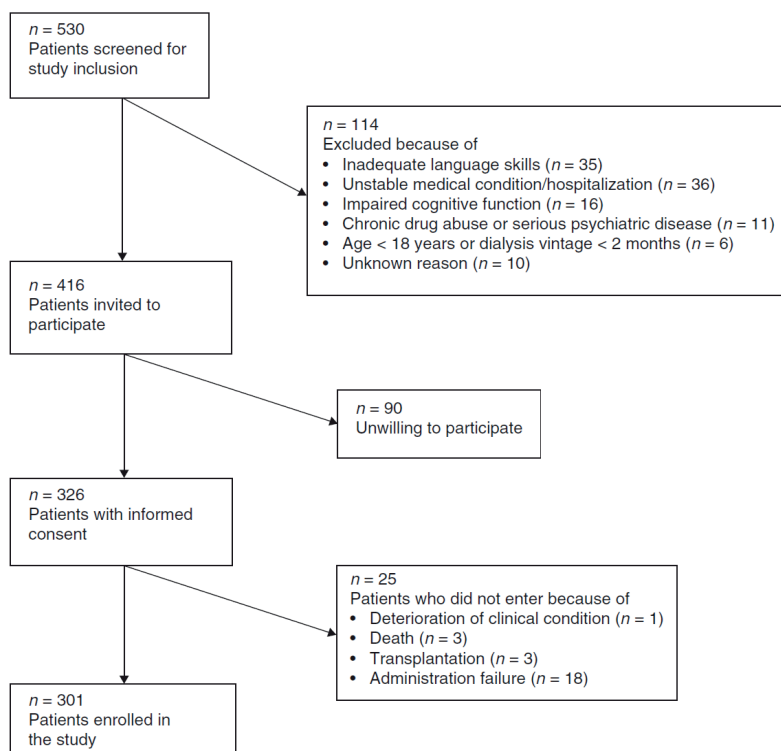 n = 530
Patients screened for
study inclusion
n = 114
Excluded because of
• Inadequate language skills (n = 35)
• Unstable medical condition/hospitalization (n = 36)
• Impaired cognitive function (n = 16)
• Chronic drug abuse or serious psychiatric disease (n = 11)
• Age < 18 years or dialysis vintage < 2 months (n = 6)
• Unknown reason (n = 10)
n = 416
Patients invited to
participate
n = 90
Unwilling to participate
n = 326
Patients with informed
consent
n = 25
Patients who did not enter because of
• Deterioration of clinical condition (n = 1)
• Death (n = 3)
• Transplantation (n = 3)
• Administration failure (n = 18)
n = 301
Patients enrolled in
the study